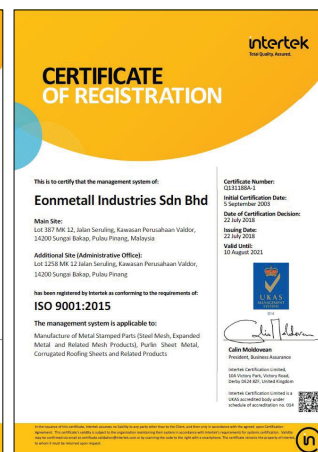 intertek
Total Quality. Assured.
CERTIFICATE
OF REGISTRATION
This is to certify that the management system of:
Eonmetall Industries Sdn Bhd
Main Site:
Lot 387 MK 12, Jalan Seruling, Kawasan Perusahaan Valdor,
14200 Sungai Bakap, Pulau Pinang, Malaysia
Additional Site (Administrative Office):
Lot 1258 MK 12 Jalan Seruling, Kawasan Perusahaan Valdor,
14200 Sungai Bakap, Pulau Pinang
has been registered by Intertek as conforming to the requirements of:
ISO 9001:2015
The management system is applicable to:
Manufacture of Metal Stamped Parts (Steel Mesh, Expanded
Metal and Related Mesh Products), Purlin Sheet Metal,
Corrugated Roofing Sheets and Related Products
Certificate Number:
Q131188A-1
Initial Certification Date:
5 September 2003
Date of Certification Decision:
22 July 2018
Issuing Date:
22 July 2018
Valid Until:
10 August 2021
UKAS
MANAGEMENT
SYSTEMS
014
Calin Moldovean
President, Business Assurance
Intertek Certification Limited,
10A Victory Park, Victory Road,
Derby DE24 8ZF, United Kingdom
Intertek Certification Limited is a
UKAS accredited body under
schedule of accreditation no. 014
in